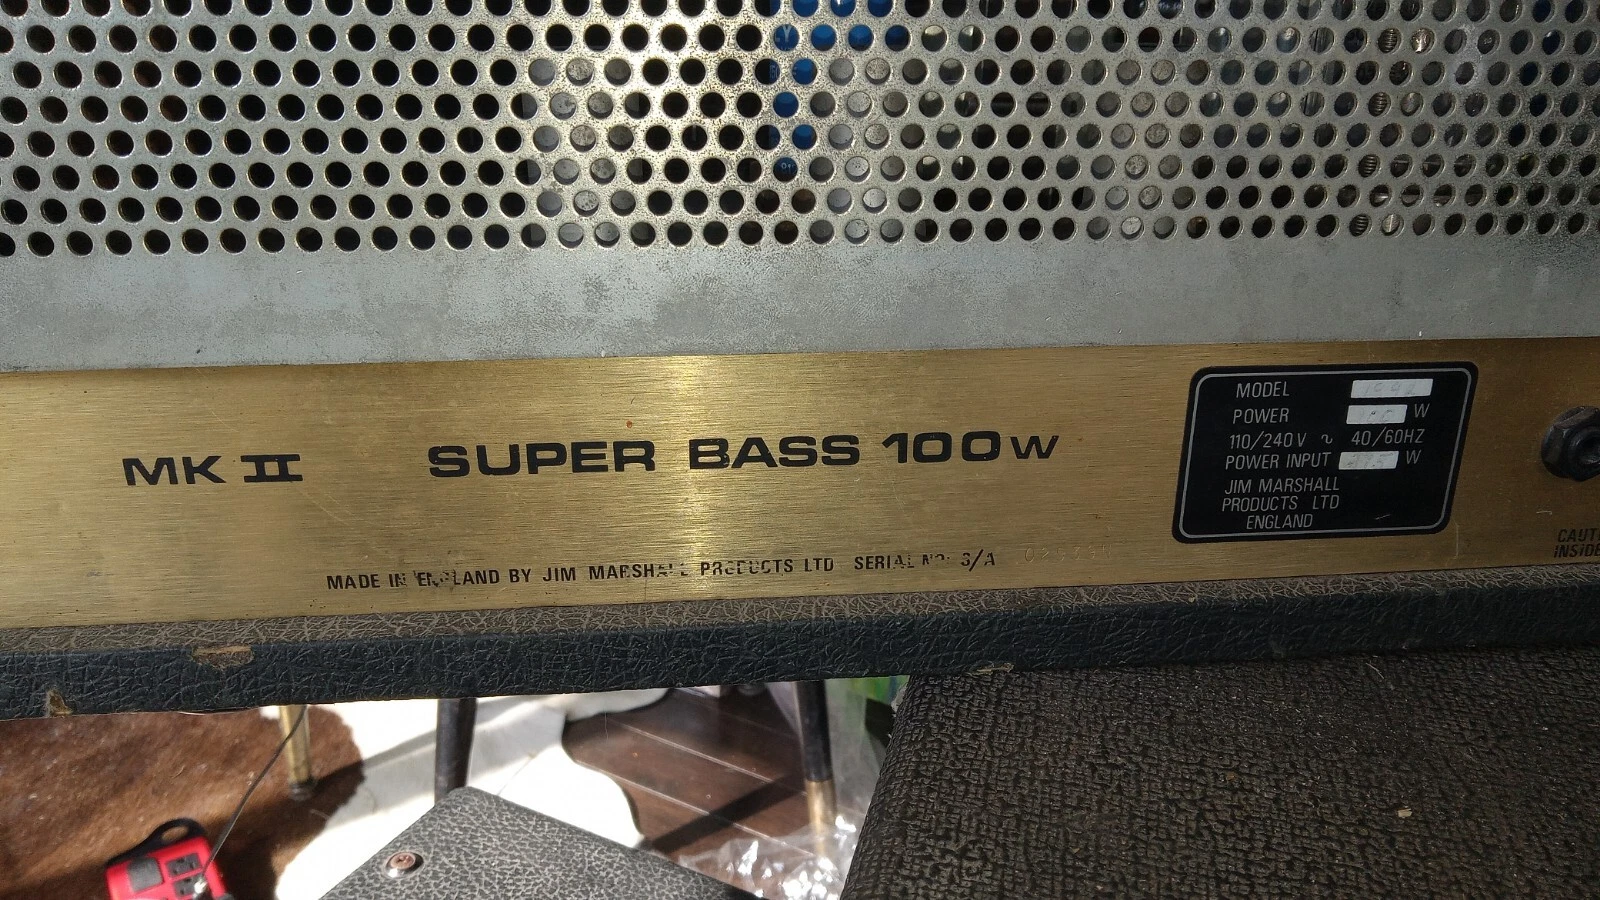 MK II SUPER BASS 100W
MADE IN ENGLAND BY JIM MARSHALL PRODUCTS LTD SERIAL NO: S/A
MODEL
POWER W
110/240V ~ 40/60HZ
POWER INPUT W
JIM MARSHALL
PRODUCTS LTD
ENGLAND
INSIDE